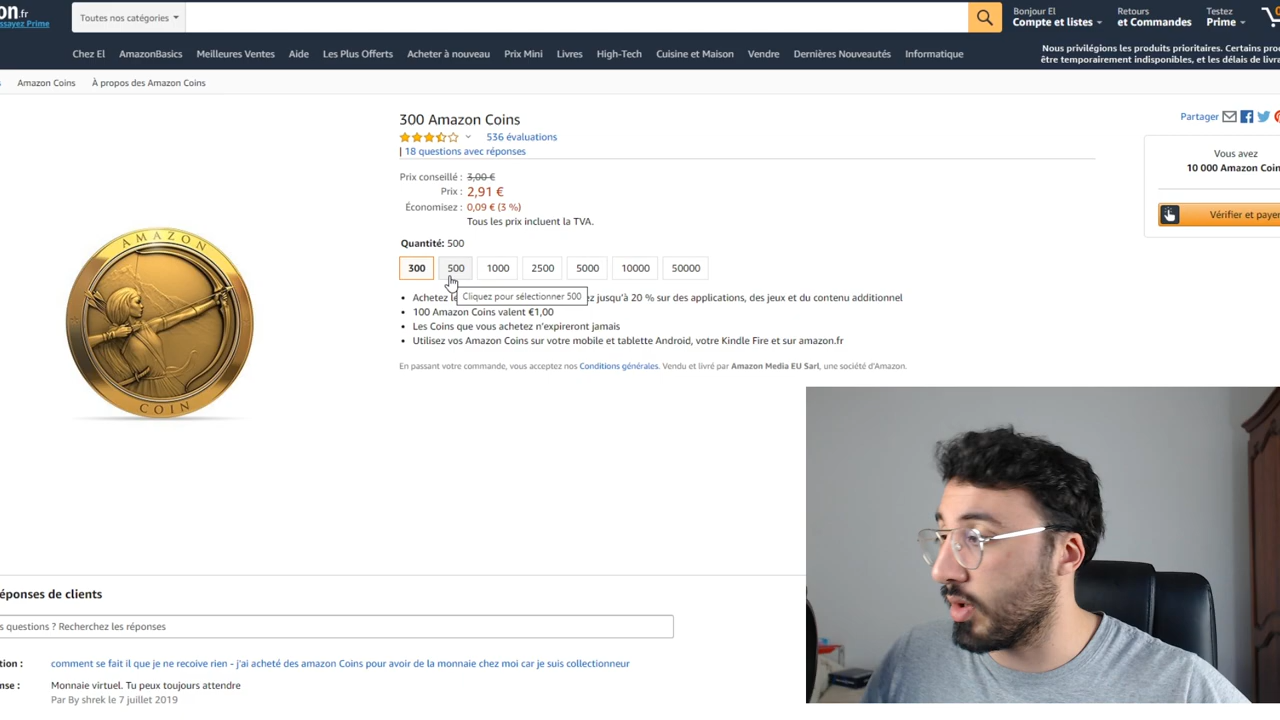 on.fr
ssayez Prime
Toutes nos catégories
Bonjour El
Compte et listes
Retours
et Commandes
Testez
Prime
Chez El
AmazonBasics
Meilleures Ventes
Aide
Les Plus Offerts
Acheter à nouveau
Prix Mini
Livres
High-Tech
Cuisine et Maison
Vendre
Dernières Nouveautés
Informatique
Nous privilégions les produits prioritaires. Certains pro
être temporairement indisponibles, et les délais de livra
Amazon Coins
À propos des Amazon Coins
300 Amazon Coins
536 évaluations
| 18 questions avec réponses
Prix conseillé : 3,00 €
Prix : 2,91 €
Économisez : 0,09 € (3 %)
Tous les prix incluent la TVA.
Quantité: 500
300
500
1000
2500
5000
10000
50000
Cliquez pour sélectionner 500
• Achetez le z jusqu'à 20 % sur des applications, des jeux et du contenu additionnel
• 100 Amazon Coins valent €1,00
• Les Coins que vous achetez n'expireront jamais
• Utilisez vos Amazon Coins sur votre mobile et tablette Android, votre Kindle Fire et sur amazon.fr
En passant votre commande, vous acceptez nos Conditions générales. Vendu et livré par Amazon Media EU Sarl, une société d'Amazon.
Partager
Vous avez
10 000 Amazon Coin
Vérifier et payer
AMAZON
COIN
éponses de clients
s questions ? Recherchez les réponses
tion : comment se fait il que je ne recoive rien - j'ai acheté des amazon Coins pour avoir de la monnaie chez moi car je suis collectionneur
nse : Monnaie virtuel. Tu peux toujours attendre
Par By shrek le 7 juillet 2019